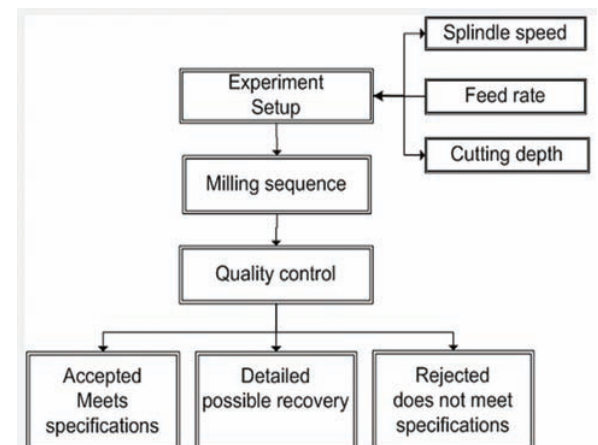 Splindle speed
Experiment
Setup
Feed rate
Cutting depth
Milling sequence
Quality control
Accepted
Meets
specifications
Detailed
possible recovery
Rejected
does not meet
specifications